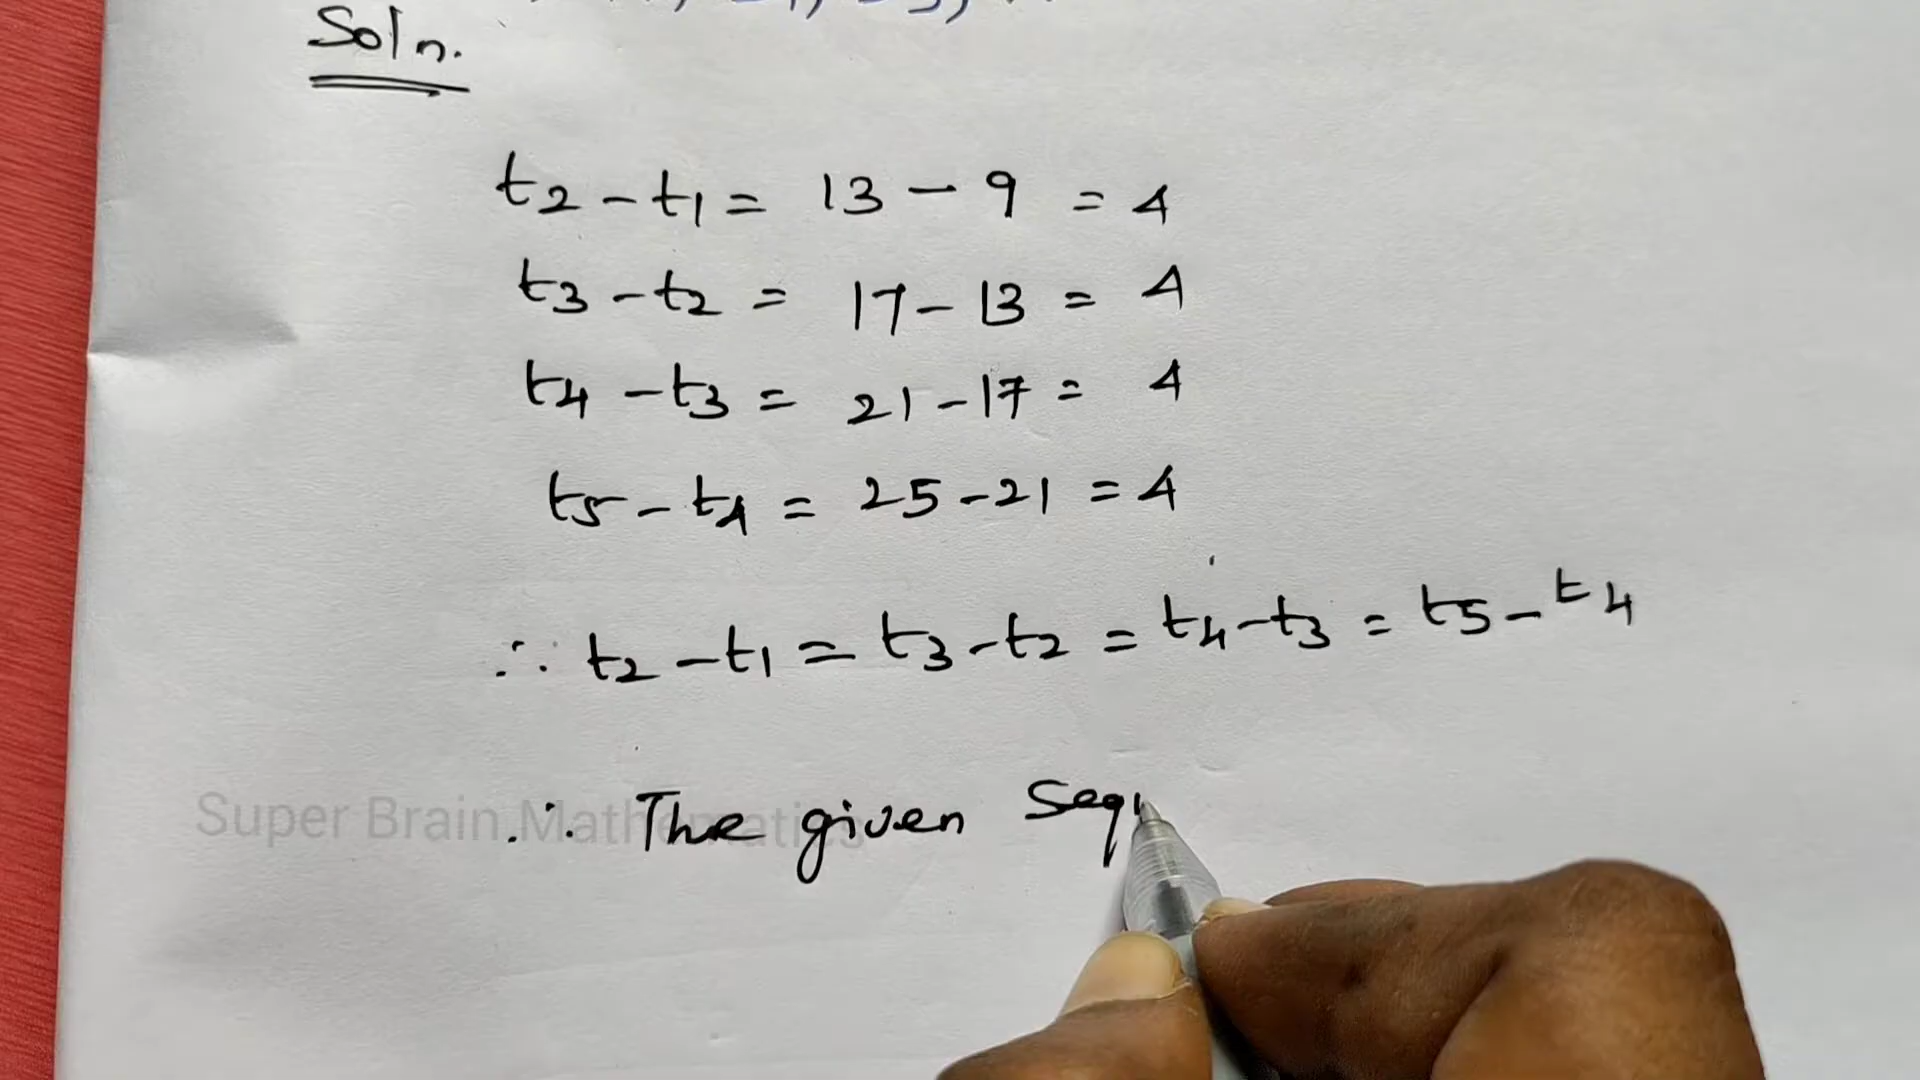 Soln.
t2 - t1 = 13 - 9 = 4
t3 - t2 = 17 - 13 = 4
t4 - t3 = 21 - 17 = 4
t5 - t4 = 25 - 21 = 4
∴ t2 - t1 = t3 - t2 = t4 - t3 = t5 - t4
Super Brain Mathematics
∴ The given Sequ